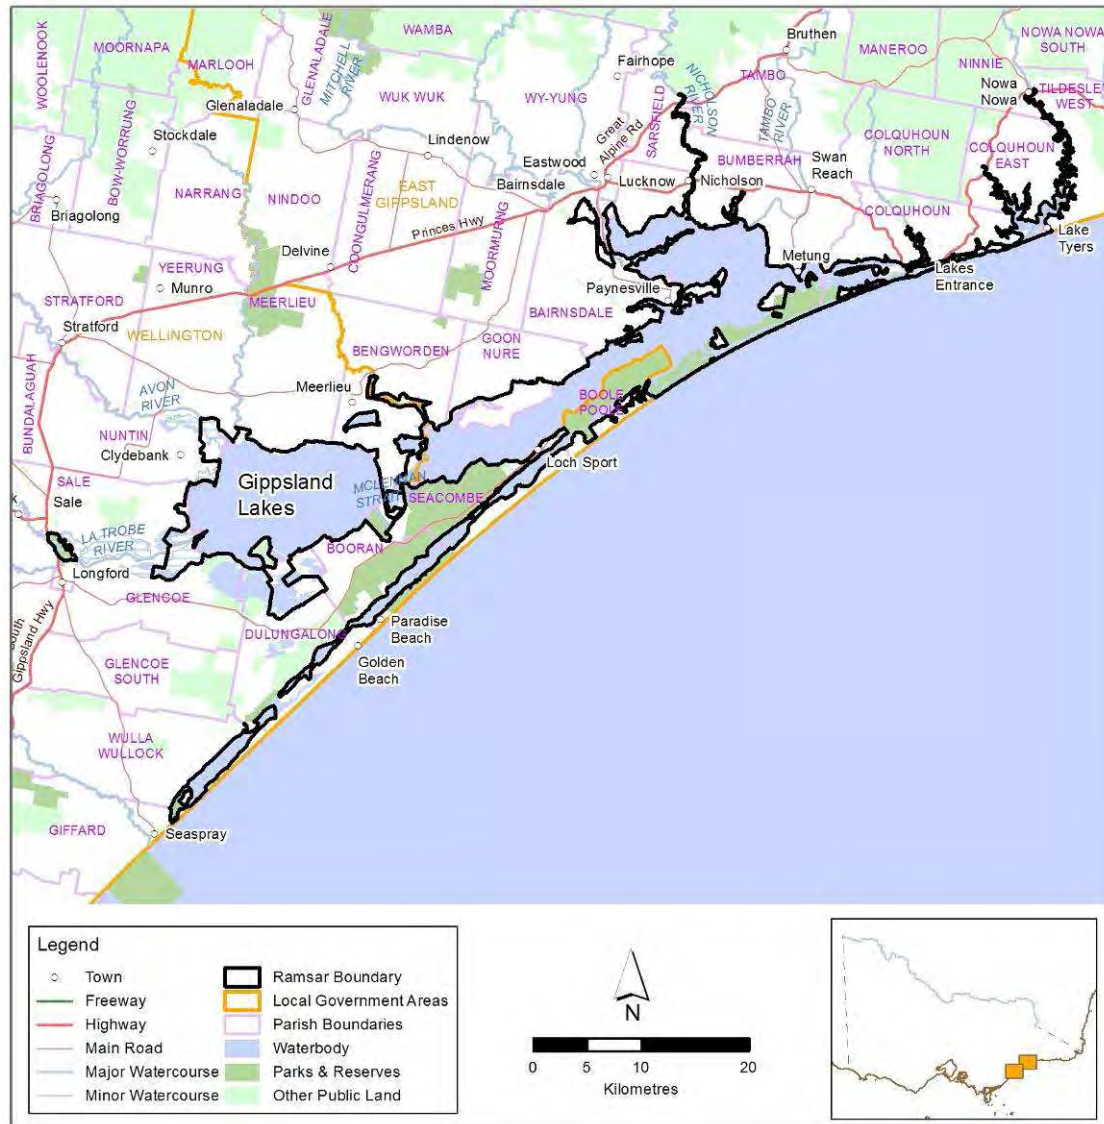 WOOLENOOK
MOORNAPA
MARLOOH
GLENALADALE
MITCHELL
RIVER
WAMBA
Fairhope
NICHOLSON
RIVER
Bruthen
MANEROO
NOWA NOWA
SOUTH
NINNIE
Nowa
Nowa
TAMBO
TILDESLEY
WEST
Glenaladale
WUK WUK
WY-YUNG
SARSFIELD
TAMBO
RIVER
Stockdale
BOW-WORRUNG
BRIAGOLONG
Briagolong
Lindenow
Great
Alpine Rd
COLQUHOUN
NORTH
COLQUHOUN
EAST
Eastwood
Bairnsdale
Lucknow
Nicholson
BUMBERRAH
Swan
Reach
NARRANG
NINDOO
COONGULMERANG
EAST
GIPPSLAND
Princes Hwy
MOORMURNG
COLQUHOUN
Lake
Tyers
Delvine
Metung
Lakes
Entrance
YEERUNG
Munro
MEERLIEU
Paynesville
BAIRNSDALE
STRATFORD
Stratford
WELLINGTON
BENGWORDEN
GOON
NURE
BUNDALAGUAH
AVON
RIVER
Meerlieu
BOOLE
POOLE
NUNTIN
Clydebank
Loch Sport
SALE
Sale
Gippsland
Lakes
MCLENNAN
STRAIT
SEACOMBE
k
LA TROBE
RIVER
BOORAN
Longford
GLENCOE
South
Gippsland Hwy
DULUNGALONG
Paradise
Beach
Golden
Beach
GLENCOE
SOUTH
WULLA
WULLOCK
GIFFARD
Seaspray
Legend
Town
Freeway
Highway
Main Road
Major Watercourse
Minor Watercourse
Ramsar Boundary
Local Government Areas
Parish Boundaries
Waterbody
Parks & Reserves
Other Public Land
N
0 5 10 20
Kilometres